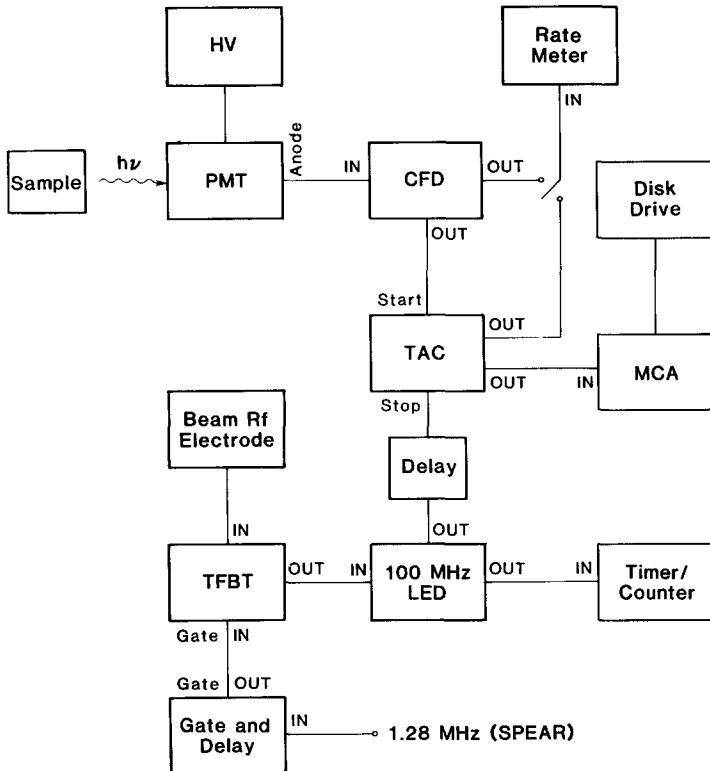 HV
Rate
Meter
IN
Sample
hν
PMT
Anode
IN
CFD
OUT
OUT
Disk
Drive
Start
TAC
OUT
OUT
IN
MCA
Stop
Beam Rf
Electrode
Delay
IN
OUT
TFBT
OUT
IN
100 MHz
LED
OUT
IN
Timer/
Counter
Gate
IN
Gate
OUT
Gate and
Delay
IN
1.28 MHz (SPEAR)